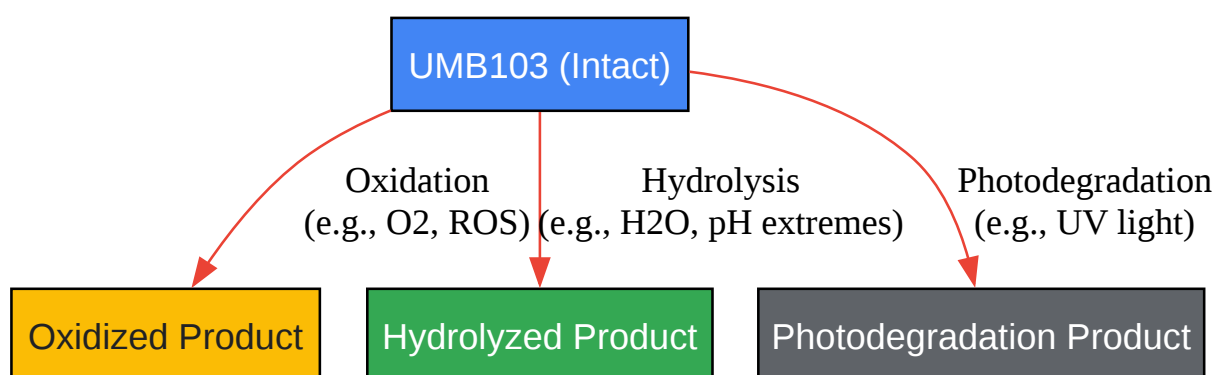 UMB103 (Intact)
Oxidation
(e.g., O2, ROS)
Hydrolysis
(e.g., H2O, pH extremes)
Photodegradation
(e.g., UV light)
Oxidized Product
Hydrolyzed Product
Photodegradation Product